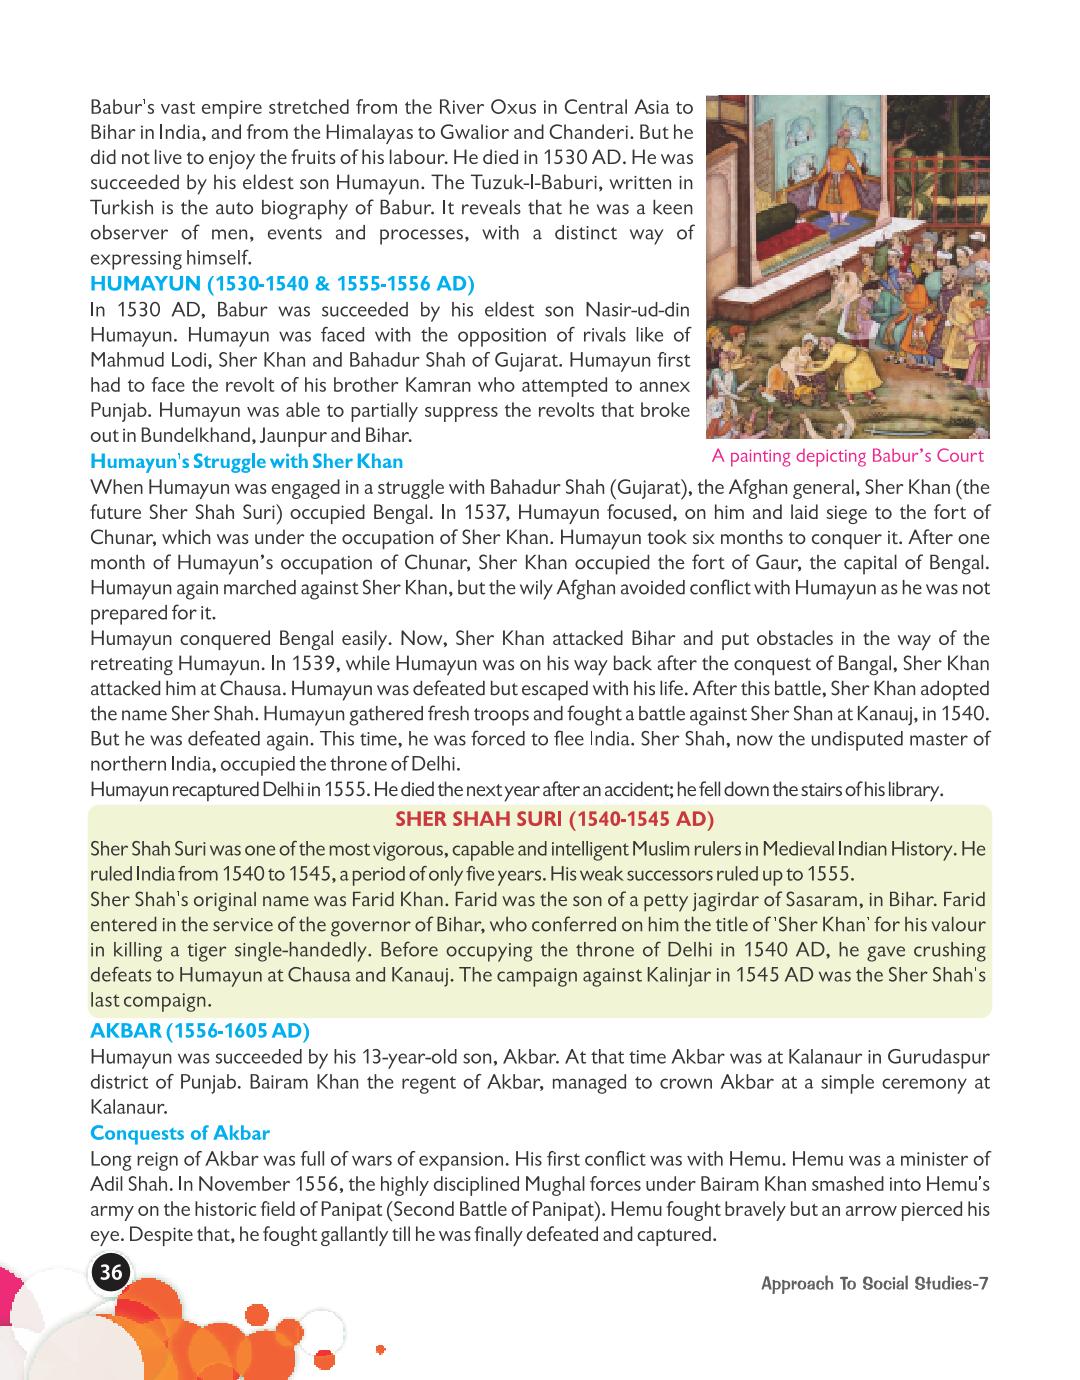 Babur's vast empire stretched from the River Oxus in Central Asia to
Bihar in India, and from the Himalayas to Gwalior and Chanderi. But he
did not live to enjoy the fruits of his labour. He died in 1530 AD. He was
succeeded by his eldest son Humayun. The Tuzuk-I-Baburi, written in
Turkish is the auto biography of Babur. It reveals that he was a keen
observer of men, events and processes, with a distinct way of
expressing himself.
HUMAYUN (1530-1540 & 1555-1556 AD)
In 1530 AD, Babur was succeeded by his eldest son Nasir-ud-din
Humayun. Humayun was faced with the opposition of rivals like of
Mahmud Lodi, Sher Khan and Bahadur Shah of Gujarat. Humayun first
had to face the revolt of his brother Kamran who attempted to annex
Punjab. Humayun was able to partially suppress the revolts that broke
out in Bundelkhand, Jaunpur and Bihar.
A painting depicting Babur's Court
Humayun's Struggle with Sher Khan
When Humayun was engaged in a struggle with Bahadur Shah (Gujarat), the Afghan general, Sher Khan (the
future Sher Shah Suri) occupied Bengal. In 1537, Humayun focused, on him and laid siege to the fort of
Chunar, which was under the occupation of Sher Khan. Humayun took six months to conquer it. After one
month of Humayun's occupation of Chunar, Sher Khan occupied the fort of Gaur, the capital of Bengal.
Humayun again marched against Sher Khan, but the wily Afghan avoided conflict with Humayun as he was not
prepared for it.
Humayun conquered Bengal easily. Now, Sher Khan attacked Bihar and put obstacles in the way of the
retreating Humayun. In 1539, while Humayun was on his way back after the conquest of Bangal, Sher Khan
attacked him at Chausa. Humayun was defeated but escaped with his life. After this battle, Sher Khan adopted
the name Sher Shah. Humayun gathered fresh troops and fought a battle against Sher Shan at Kanauj, in 1540.
But he was defeated again. This time, he was forced to flee India. Sher Shah, now the undisputed master of
northern India, occupied the throne of Delhi.
Humayun recaptured Delhi in 1555. He died the next year after an accident; he fell down the stairs of his library.
SHER SHAH SURI (1540-1545 AD)
Sher Shah Suri was one of the most vigorous, capable and intelligent Muslim rulers in Medieval Indian History. He
ruled India from 1540 to 1545, a period of only five years. His weak successors ruled up to 1555.
Sher Shah's original name was Farid Khan. Farid was the son of a petty jagirdar of Sasaram, in Bihar. Farid
entered in the service of the governor of Bihar, who conferred on him the title of 'Sher Khan' for his valour
in killing a tiger single-handedly. Before occupying the throne of Delhi in 1540 AD, he gave crushing
defeats to Humayun at Chausa and Kanauj. The campaign against Kalinjar in 1545 AD was the Sher Shah's
last compaign.
AKBAR (1556-1605 AD)
Humayun was succeeded by his 13-year-old son, Akbar. At that time Akbar was at Kalanaur in Gurudaspur
district of Punjab. Bairam Khan the regent of Akbar, managed to crown Akbar at a simple ceremony at
Kalanaur.
Conquests of Akbar
Long reign of Akbar was full of wars of expansion. His first conflict was with Hemu. Hemu was a minister of
Adil Shah. In November 1556, the highly disciplined Mughal forces under Bairam Khan smashed into Hemu's
army on the historic field of Panipat (Second Battle of Panipat). Hemu fought bravely but an arrow pierced his
eye. Despite that, he fought gallantly till he was finally defeated and captured.
36
Approach To Social Studies-7